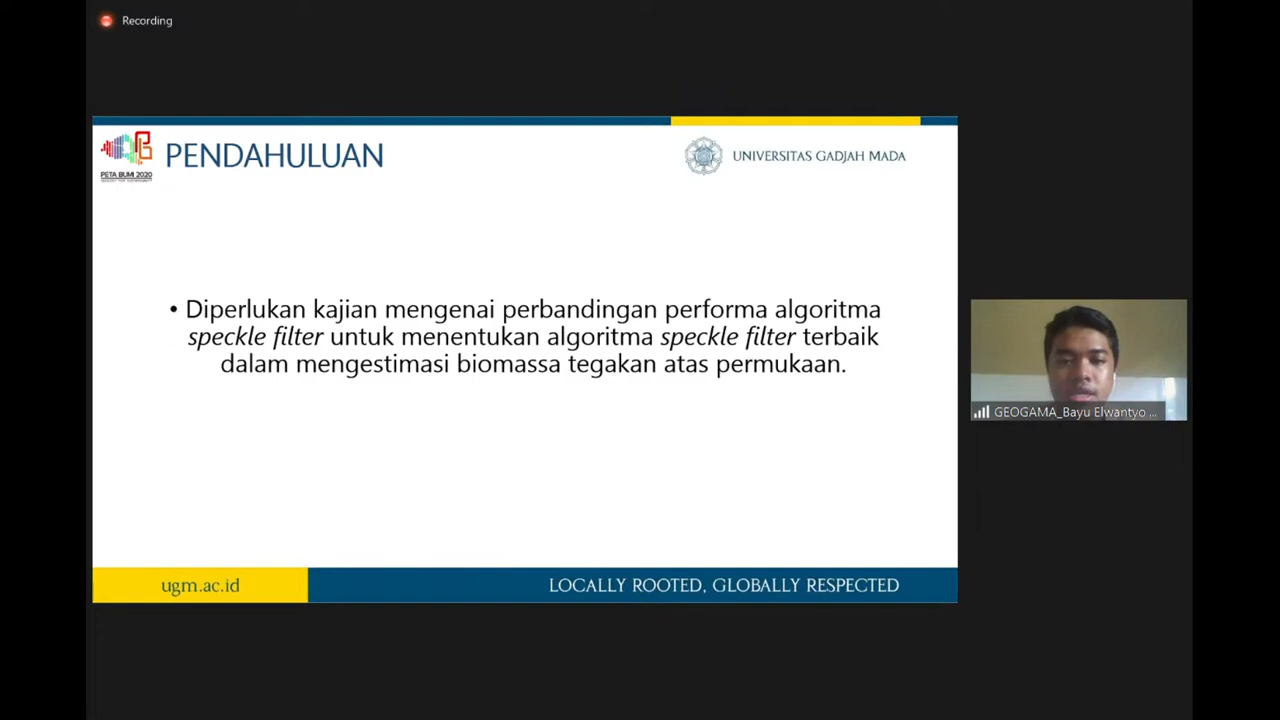 Recording
PENDAHULUAN
PETA BUMI 2020
UNIVERSITAS GADJAH MADA
• Diperlukan kajian mengenai perbandingan performa algoritma
speckle filter untuk menentukan algoritma speckle filter terbaik
dalam mengestimasi biomassa tegakan atas permukaan.
GEOGAMA_Bayu Elwantyo ...
ugm.ac.id
LOCALLY ROOTED, GLOBALLY RESPECTED